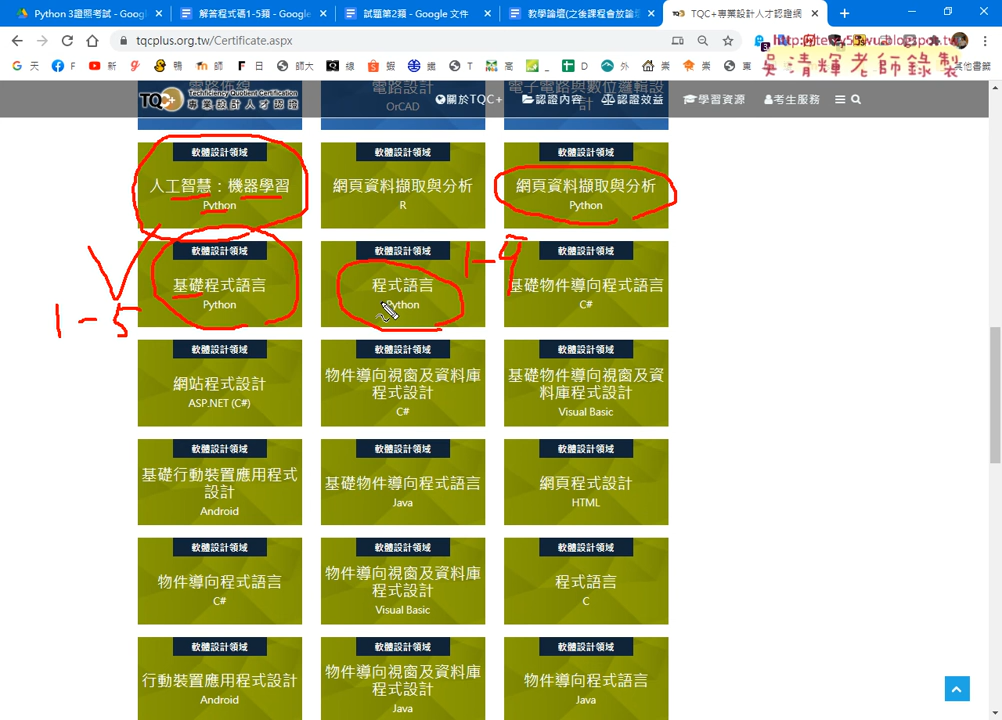 Python 3證照考試 - Goog
解答程式碼1-5類 - Google
試題第2類 - Google 文件
教學論壇(之後課程會放論壇
TQC+專業設計人才認證網
tqcplus.org.tw/Certificate.aspx
吳清輝老師錄製
其他書籤
TQC+ Techficiency Quotient Certification
專業設計人才認證
關於TQC+
認證內容
認證效益
學習資源
考生服務
電路佈線
電路設計
OrCAD
電子電路與數位邏輯設計
軟體設計領域
人工智慧：機器學習
Python
軟體設計領域
網頁資料擷取與分析
R
軟體設計領域
網頁資料擷取與分析
Python
軟體設計領域
基礎程式語言
Python
軟體設計領域
程式語言
Python
軟體設計領域
基礎物件導向程式語言
C#
1-5
1-9
軟體設計領域
網站程式設計
ASP.NET (C#)
軟體設計領域
物件導向視窗及資料庫
程式設計
C#
軟體設計領域
基礎物件導向視窗及資
料庫程式設計
Visual Basic
軟體設計領域
基礎行動裝置應用程式
設計
Android
軟體設計領域
基礎物件導向程式語言
Java
軟體設計領域
網頁程式設計
HTML
軟體設計領域
物件導向程式語言
C#
軟體設計領域
物件導向視窗及資料庫
程式設計
Visual Basic
軟體設計領域
程式語言
C
軟體設計領域
行動裝置應用程式設計
Android
軟體設計領域
物件導向視窗及資料庫
程式設計
Java
軟體設計領域
物件導向程式語言
Java